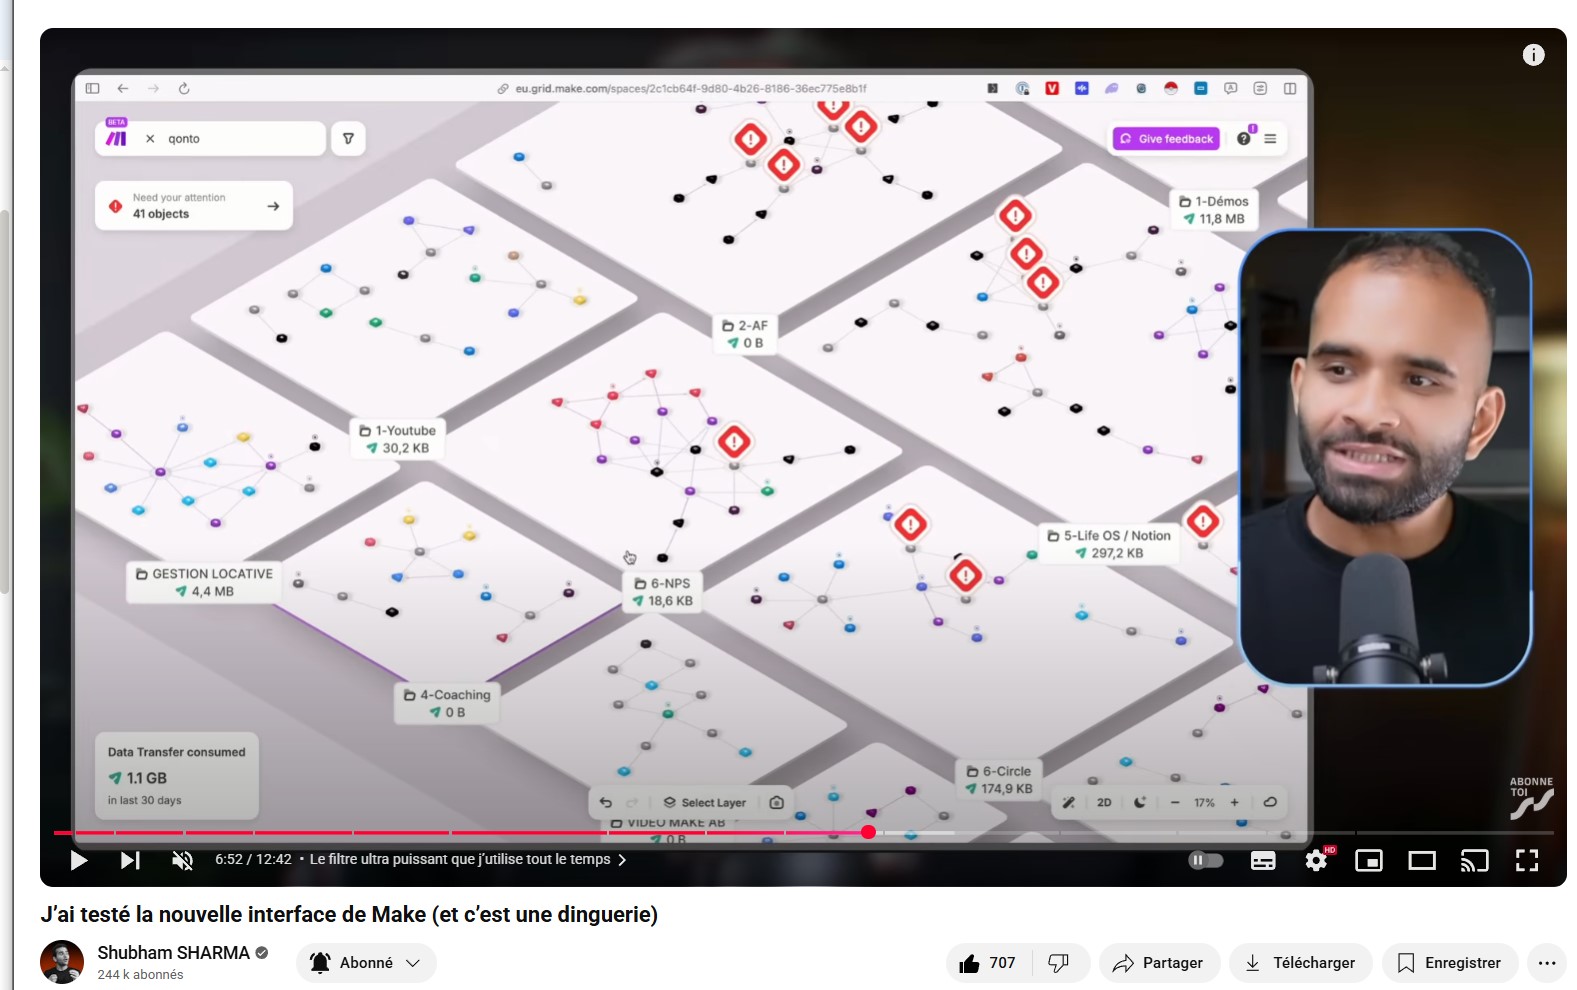 eu.grid.make.com/spaces/2c1cb64f-9d80-4b26-8186-36ec775e8b1f
BETA
qonto
Give feedback
Need your attention
41 objects
1-Démos
11,8 MB
2-AF
0 B
1-Youtube
30,2 KB
5-Life OS / Notion
297,2 KB
GESTION LOCATIVE
4,4 MB
6-NPS
18,6 KB
4-Coaching
0 B
Data Transfer consumed
1.1 GB
in last 30 days
6-Circle
174,9 KB
Select Layer
2D
17%
VIDEO MAKE AB
0 B
ABONNE
TOI
6:52 / 12:42 • Le filtre ultra puissant que j'utilise tout le temps
HD
J'ai testé la nouvelle interface de Make (et c'est une dinguerie)
Shubham SHARMA
244 k abonnés
Abonné
707
Partager
Télécharger
Enregistrer